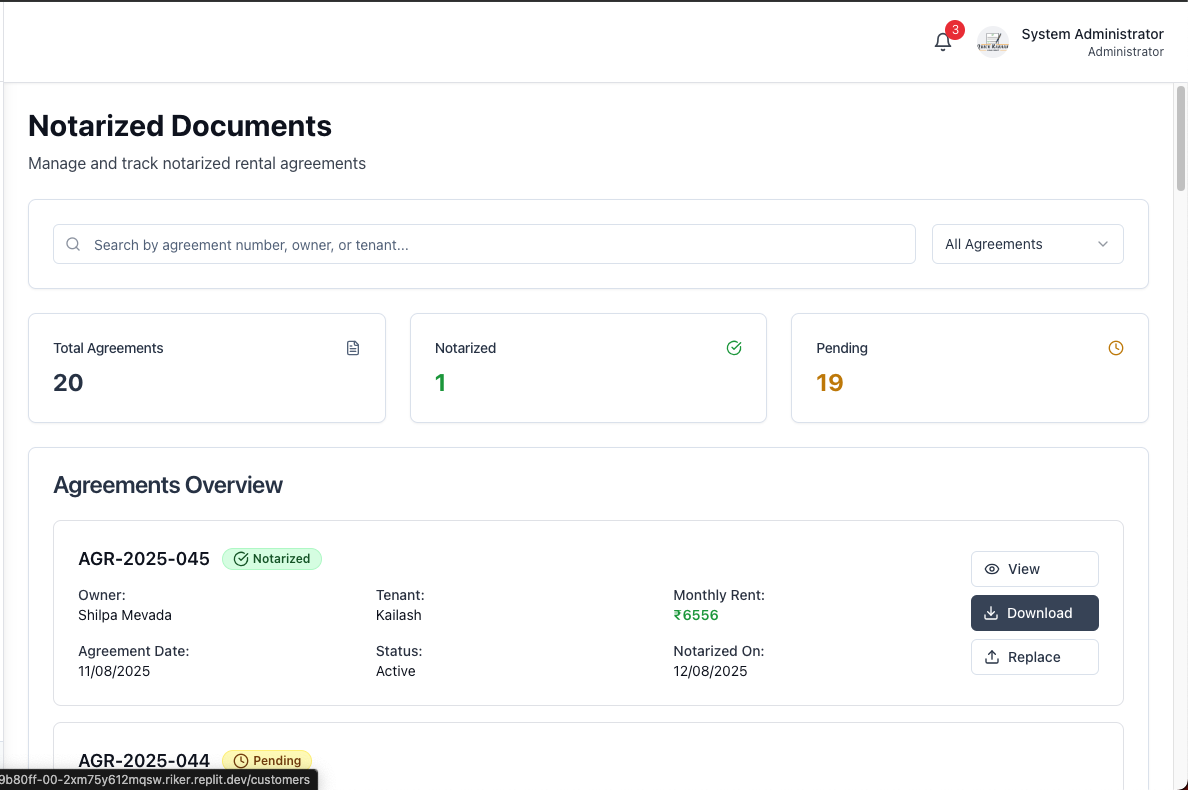 3
System Administrator
Administrator
Notarized Documents
Manage and track notarized rental agreements
Search by agreement number, owner, or tenant...
All Agreements
Total Agreements
20
Notarized
1
Pending
19
Agreements Overview
AGR-2025-045
Notarized
View
Owner:
Shilpa Mevada
Tenant:
Kailash
Monthly Rent:
₹6556
Download
Agreement Date:
11/08/2025
Status:
Active
Notarized On:
12/08/2025
Replace
AGR-2025-044
Pending
9b80ff-00-2xm75y612mqsw.riker.replit.dev/customers